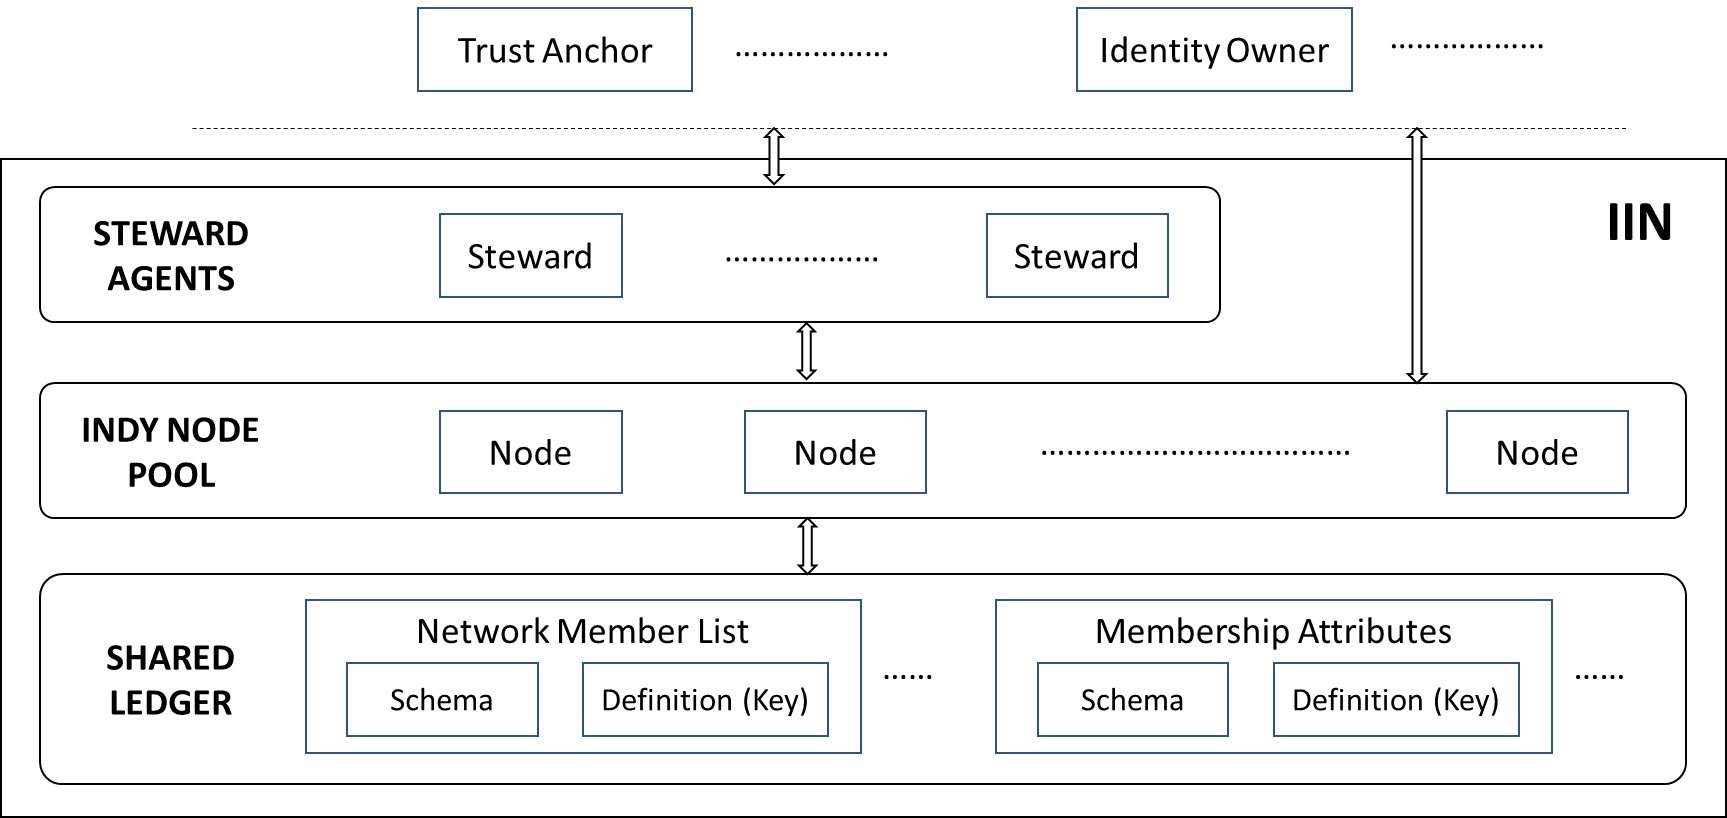 Trust Anchor
..................
Identity Owner
..................
IIN
STEWARD
AGENTS
Steward
..................
Steward
INDY NODE
POOL
Node
Node
....................................
Node
SHARED
LEDGER
Network Member List
Schema
Definition (Key)
......
Membership Attributes
Schema
Definition (Key)
......